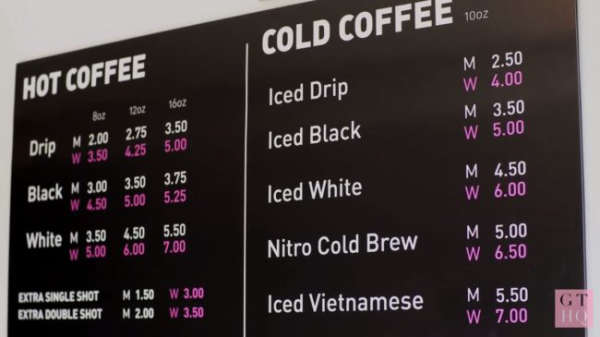 HOT COFFEE
8oz 12oz 16oz
Drip M 2.00 2.75 3.50
W 3.50 4.25 5.00
Black M 3.00 3.50 3.75
W 4.50 5.00 5.25
White M 3.50 4.50 5.50
W 5.00 6.00 7.00
EXTRA SINGLE SHOT M 1.50 W 3.00
EXTRA DOUBLE SHOT M 2.00 W 3.50
COLD COFFEE 10oz
Iced Drip M 2.50
W 4.00
Iced Black M 3.50
W 5.00
Iced White M 4.50
W 6.00
Nitro Cold Brew M 5.00
W 6.50
Iced Vietnamese M 5.50
W 7.00
GT
HQ